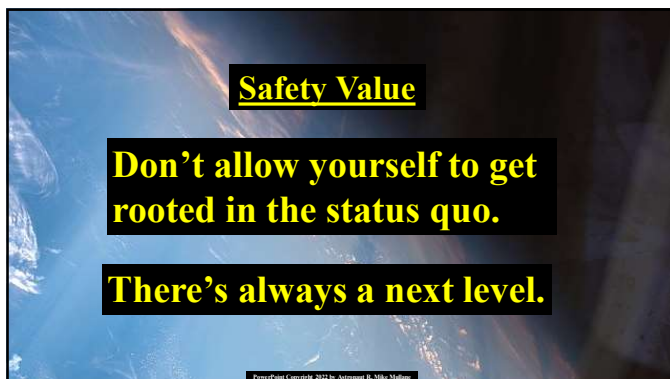 Safety Value
Don’t allow yourself to get
rooted in the status quo.
There’s always a next level.
PowerPoint Copyright 2022 by Astronaut R. Mike Mullane